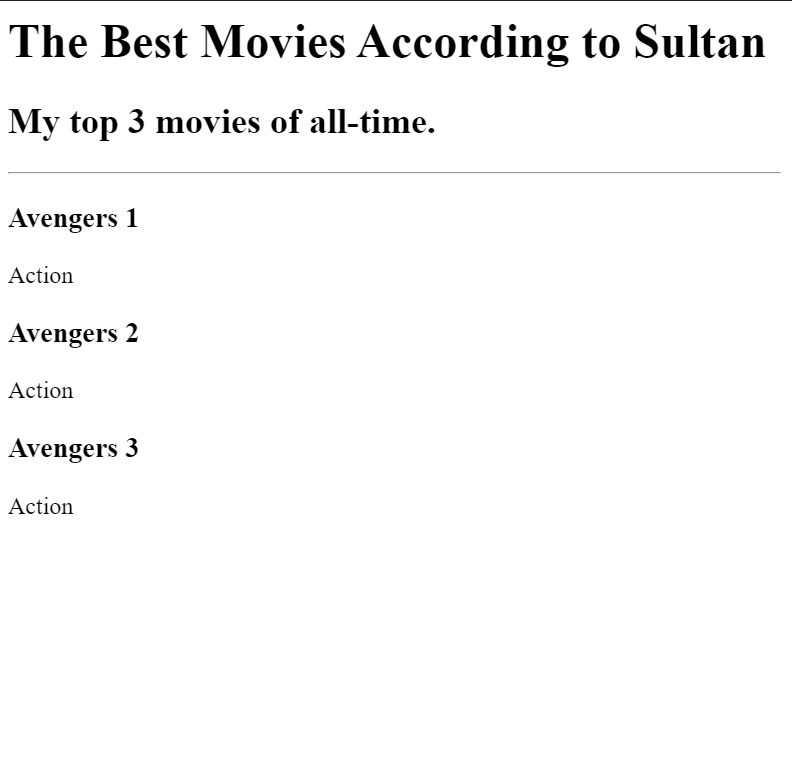 The Best Movies According to Sultan
My top 3 movies of all-time.
Avengers 1
Action
Avengers 2
Action
Avengers 3
Action